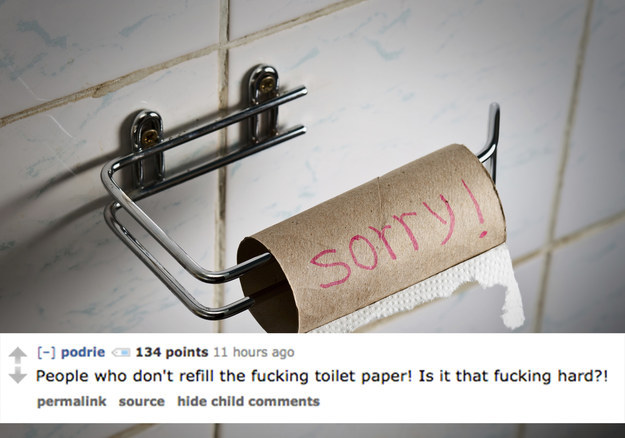 sorry!
[-] podrie 134 points 11 hours ago
People who don't refill the fucking toilet paper! Is it that fucking hard?!
permalink source hide child comments